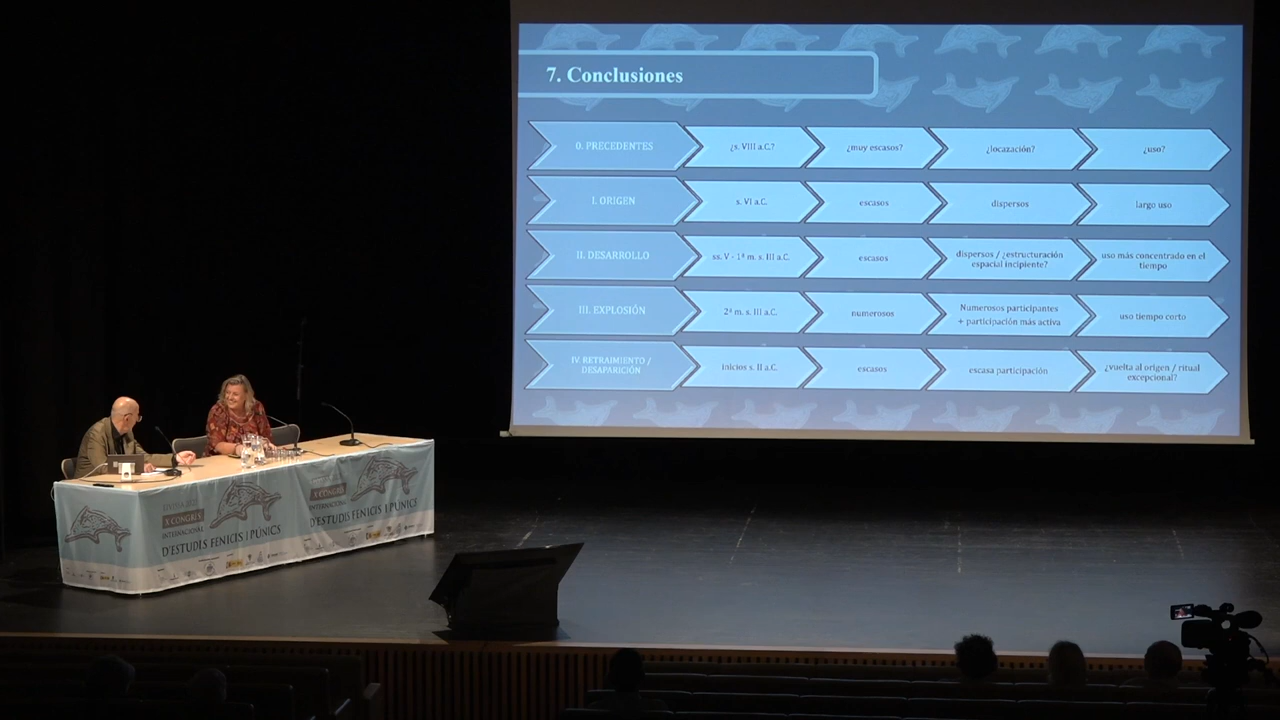 7. Conclusiones
0. PRECEDENTES
¿s. VIII a.C.?
¿muy escasos?
¿locazación?
¿uso?
I. ORIGEN
s. VI a.C.
escasos
dispersos
largo uso
II. DESARROLLO
ss. V - 1ª m. s. III a.C.
escasos
dispersos / ¿estructuración
espacial incipiente?
uso más concentrado en el
tiempo
III. EXPLOSIÓN
2ª m. s. III a.C.
numerosos
Numerosos participantes
+ participación más activa
uso tiempo corto
IV. RETRAIMIENTO /
DESAPARICIÓN
inicios s. II a.C.
escasos
escasa participación
¿vuelta al origen / ritual
excepcional?
X CONGRÉS
INTERNACIONAL
D'ESTUDIS FENICIS I PÚNICS
X CONGRÉS
INTERNACIONAL
D'ESTUDIS FENICIS I PÚNICS